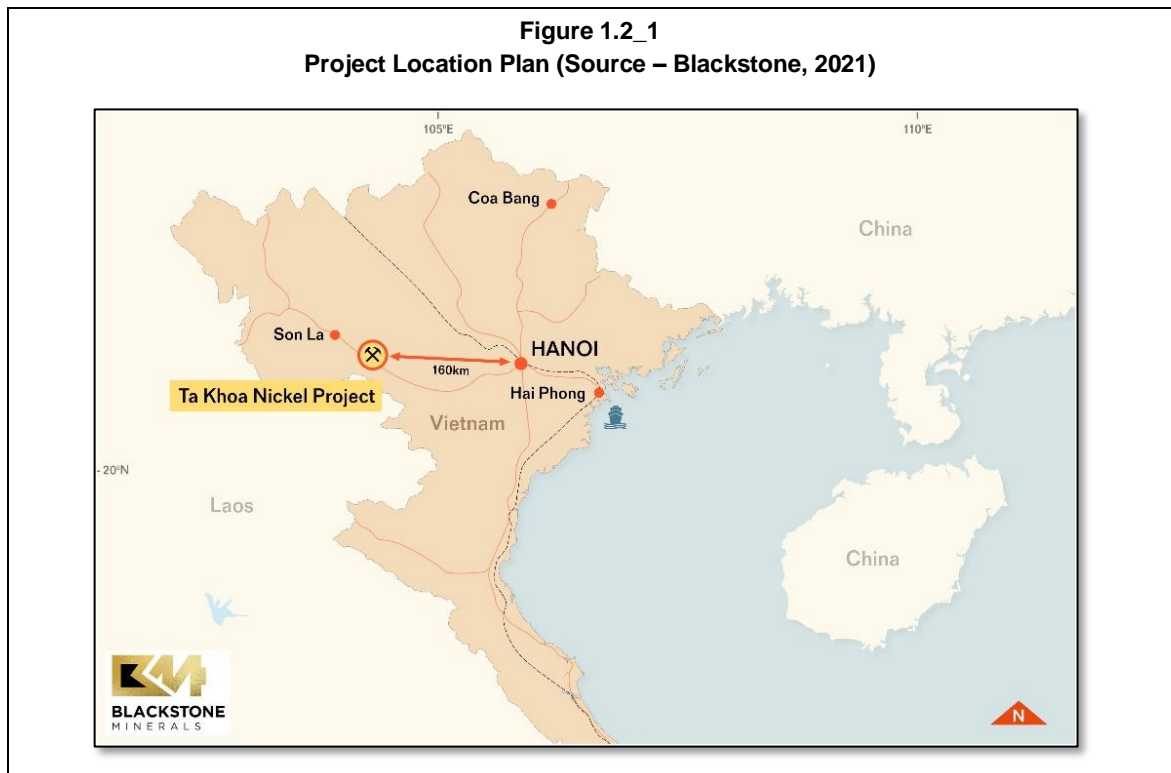 Figure 1.2_1
Project Location Plan (Source – Blackstone, 2021)
105°E
110°E
Coa Bang
China
Son La
HANOI
160km
Ta Khoa Nickel Project
Hai Phong
Vietnam
20°N
Laos
China
BM
BLACKSTONE
MINERALS
N